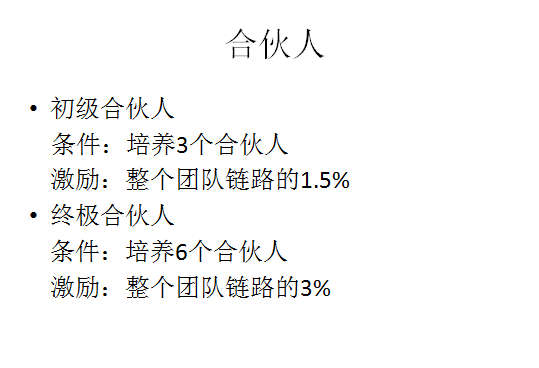 合伙人
• 初级合伙人
条件：培养3个合伙人
激励：整个团队链路的1.5%
• 终极合伙人
条件：培养6个合伙人
激励：整个团队链路的3%